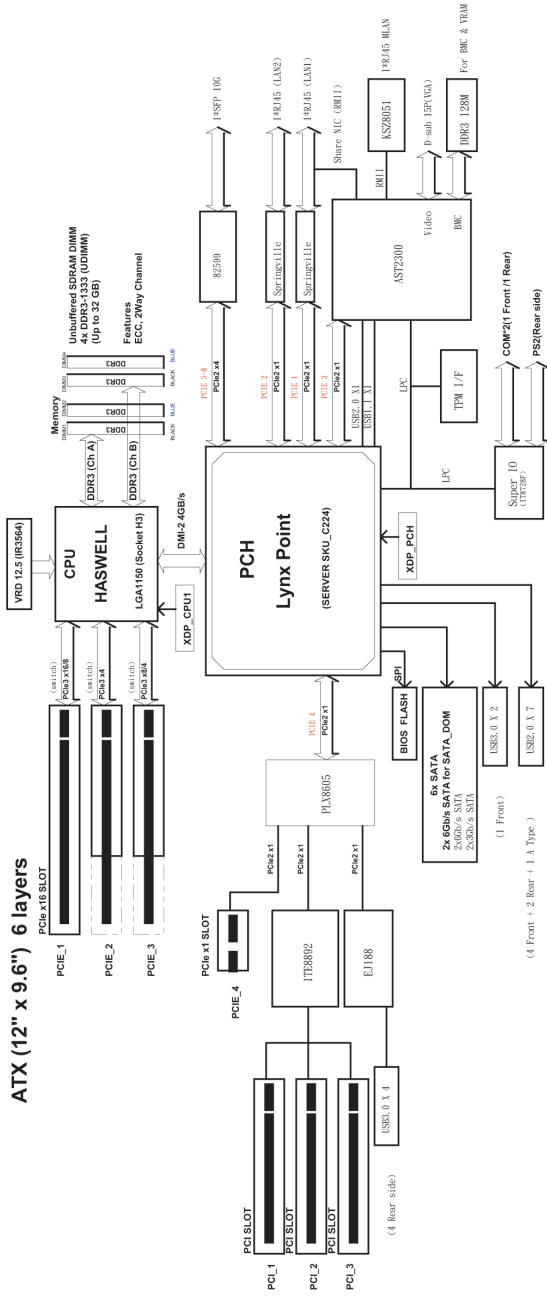 ATX (12" x 9.6")  6 layers
PCIe x16 SLOT
PCIE_1
PCIE_2
PCIE_3
(switch)
PCIe3 x16/8
(switch)
PCIe3 x4
(switch)
PCIe3 x8/4
VRD 12.5 (IR3564)
CPU
HASWELL
LGA1150 (Socket H3)
XDP_CPU1
DDR3 (Ch A)
DDR3 (Ch B)
Memory
DIMM1
DIMM2
DIMM3
DIMM4
DDR3
DDR3
DDR3
DDR3
BLACK
BLUE
BLACK
BLUE
Unbuffered SDRAM DIMM
4x DDR3-1333 (UDIMM)
(Up to 32 GB)
Features
ECC, 2Way Channel
DMI-2 4GB/s
PCH
Lynx Point
(SERVER SKU_C224)
XDP_PCH
PCIE 5-8
PCIe2 x4
82599
1*SFP 10G
PCIE 2
PCIe2 x1
Springville
1*RJ45 (LAN2)
PCIE 1
PCIe2 x1
Springville
1*RJ45 (LAN1)
PCIE 3
PCIe2 x1
USB2.0 X1
USB1.1 X1
Share NIC (RMII)
AST2300
RMII
KSZ8051
1*RJ45 MLAN
Video
D-sub 15P(VGA)
BMC
DDR3 128M
For BMC & VRAM
LPC
TPM I/F
LPC
Super IO
(IT8728F)
COM*2(1 Front /1 Rear)
PS2(Rear side)
PCIE 4
PCIe2 x1
PLX8605
PCIe2 x1
PCIe2 x1
PCIe2 x1
PCIe x1 SLOT
PCIE_4
ITE8892
EJ188
PCI SLOT
PCI_1
PCI SLOT
PCI_2
PCI SLOT
PCI_3
USB3.0 X 4
(4 Rear side)
SPI
BIOS FLASH
6x SATA
2x 6Gb/s SATA for SATA_DOM
2x6Gb/s SATA
2x3Gb/s SATA
USB3.0 X 2
(1 Front)
USB2.0 X 7
(4 Front + 2 Rear + 1 A Type )